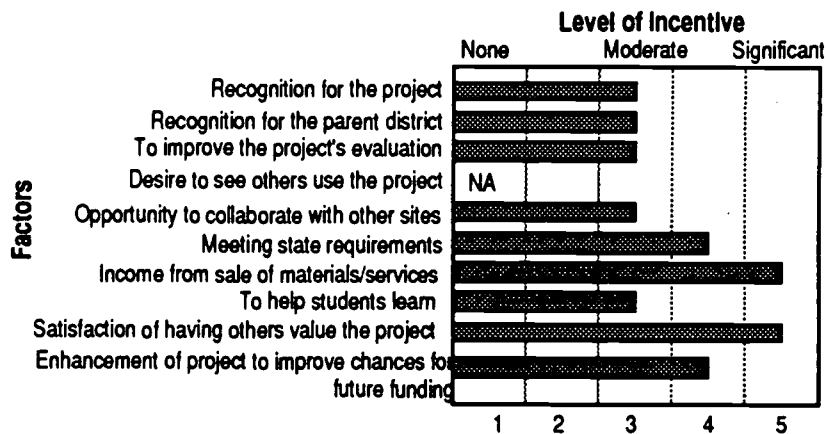 Level of Incentive
None Moderate Significant
Factors
Recognition for the project
Recognition for the parent district
To improve the project's evaluation
Desire to see others use the project NA
Opportunity to collaborate with other sites
Meeting state requirements
Income from sale of materials/services
To help students learn
Satisfaction of having others value the project
Enhancement of project to improve chances for
future funding
1 2 3 4 5